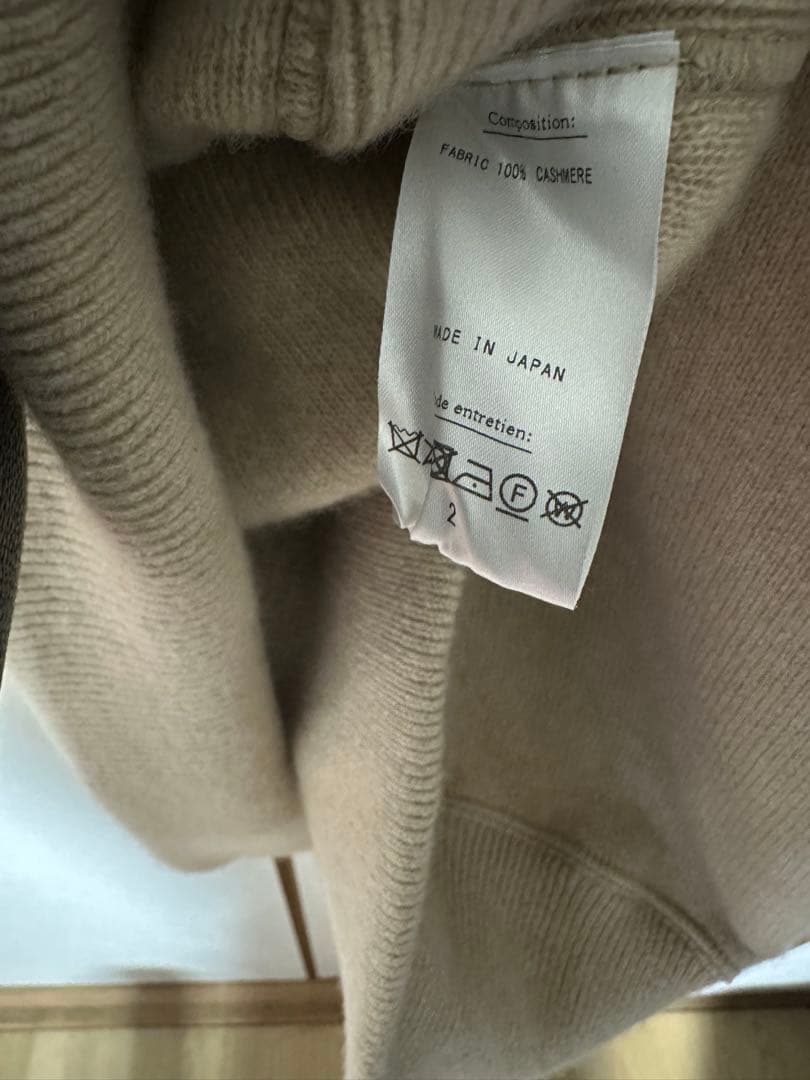 Composition:
FABRIC 100% CASHMERE
MADE IN JAPAN
de entretien:
F W
2